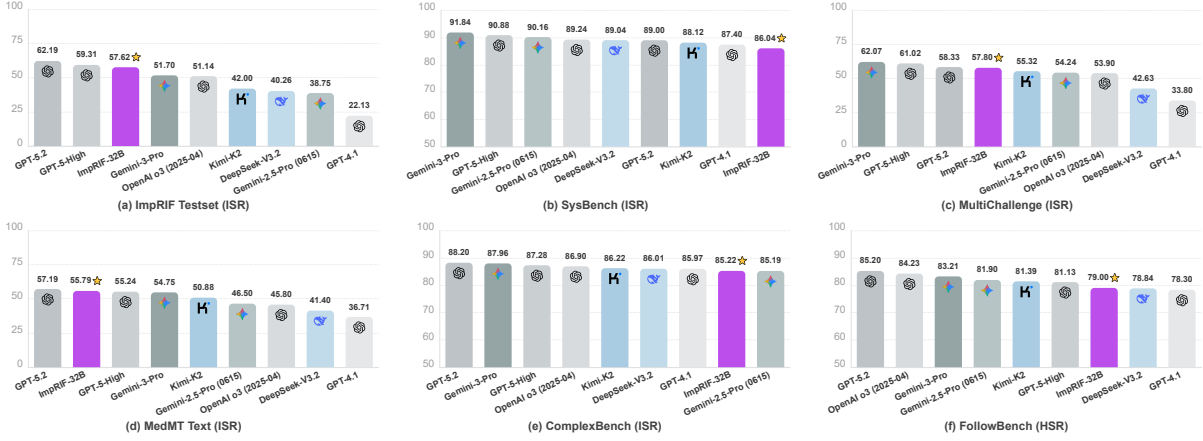 100
75
50
25
0
62.19
59.31
57.62
51.70
51.14
42.00
40.26
38.75
22.13
GPT-5.2
GPT-5-High
ImpRIF-32B
Gemini-3-Pro
OpenAI o3 (2025-04)
Kimi-K2
DeepSeek-V3.2
Gemini-2.5-Pro (0615)
GPT-4.1
(a) ImpRIF Testset (ISR)
100
90
80
70
60
50
91.84
90.88
90.16
89.24
89.04
89.00
88.12
87.40
86.04
Gemini-3-Pro
GPT-5-High
Gemini-2.5-Pro (0615)
OpenAI o3 (2025-04)
DeepSeek-V3.2
GPT-5.2
Kimi-K2
GPT-4.1
ImpRIF-32B
(b) SysBench (ISR)
100
75
50
25
0
62.07
61.02
58.33
57.80
55.32
54.24
53.90
42.63
33.80
Gemini-3-Pro
GPT-5-High
GPT-5.2
ImpRIF-32B
Kimi-K2
Gemini-2.5-Pro (0615)
OpenAI o3 (2025-04)
DeepSeek-V3.2
GPT-4.1
(c) MultiChallenge (ISR)
100
75
50
25
0
57.19
55.79
55.24
54.75
50.88
46.50
45.80
41.40
36.71
GPT-5.2
ImpRIF-32B
GPT-5-High
Gemini-3-Pro
Kimi-K2
Gemini-2.5-Pro (0615)
OpenAI o3 (2025-04)
DeepSeek-V3.2
GPT-4.1
(d) MedMT Text (ISR)
100
90
80
70
60
50
88.20
87.96
87.28
86.90
86.22
86.01
85.97
85.22
85.19
GPT-5.2
Gemini-3-Pro
GPT-5-High
OpenAI o3 (2025-04)
Kimi-K2
DeepSeek-V3.2
GPT-4.1
ImpRIF-32B
Gemini-2.5-Pro (0615)
(e) ComplexBench (ISR)
100
90
80
70
60
50
85.20
84.23
83.21
81.90
81.39
81.13
79.00
78.84
78.30
GPT-5.2
OpenAI o3 (2025-04)
Gemini-3-Pro
Gemini-2.5-Pro (0615)
Kimi-K2
GPT-5-High
ImpRIF-32B
DeepSeek-V3.2
GPT-4.1
(f) FollowBench (HSR)